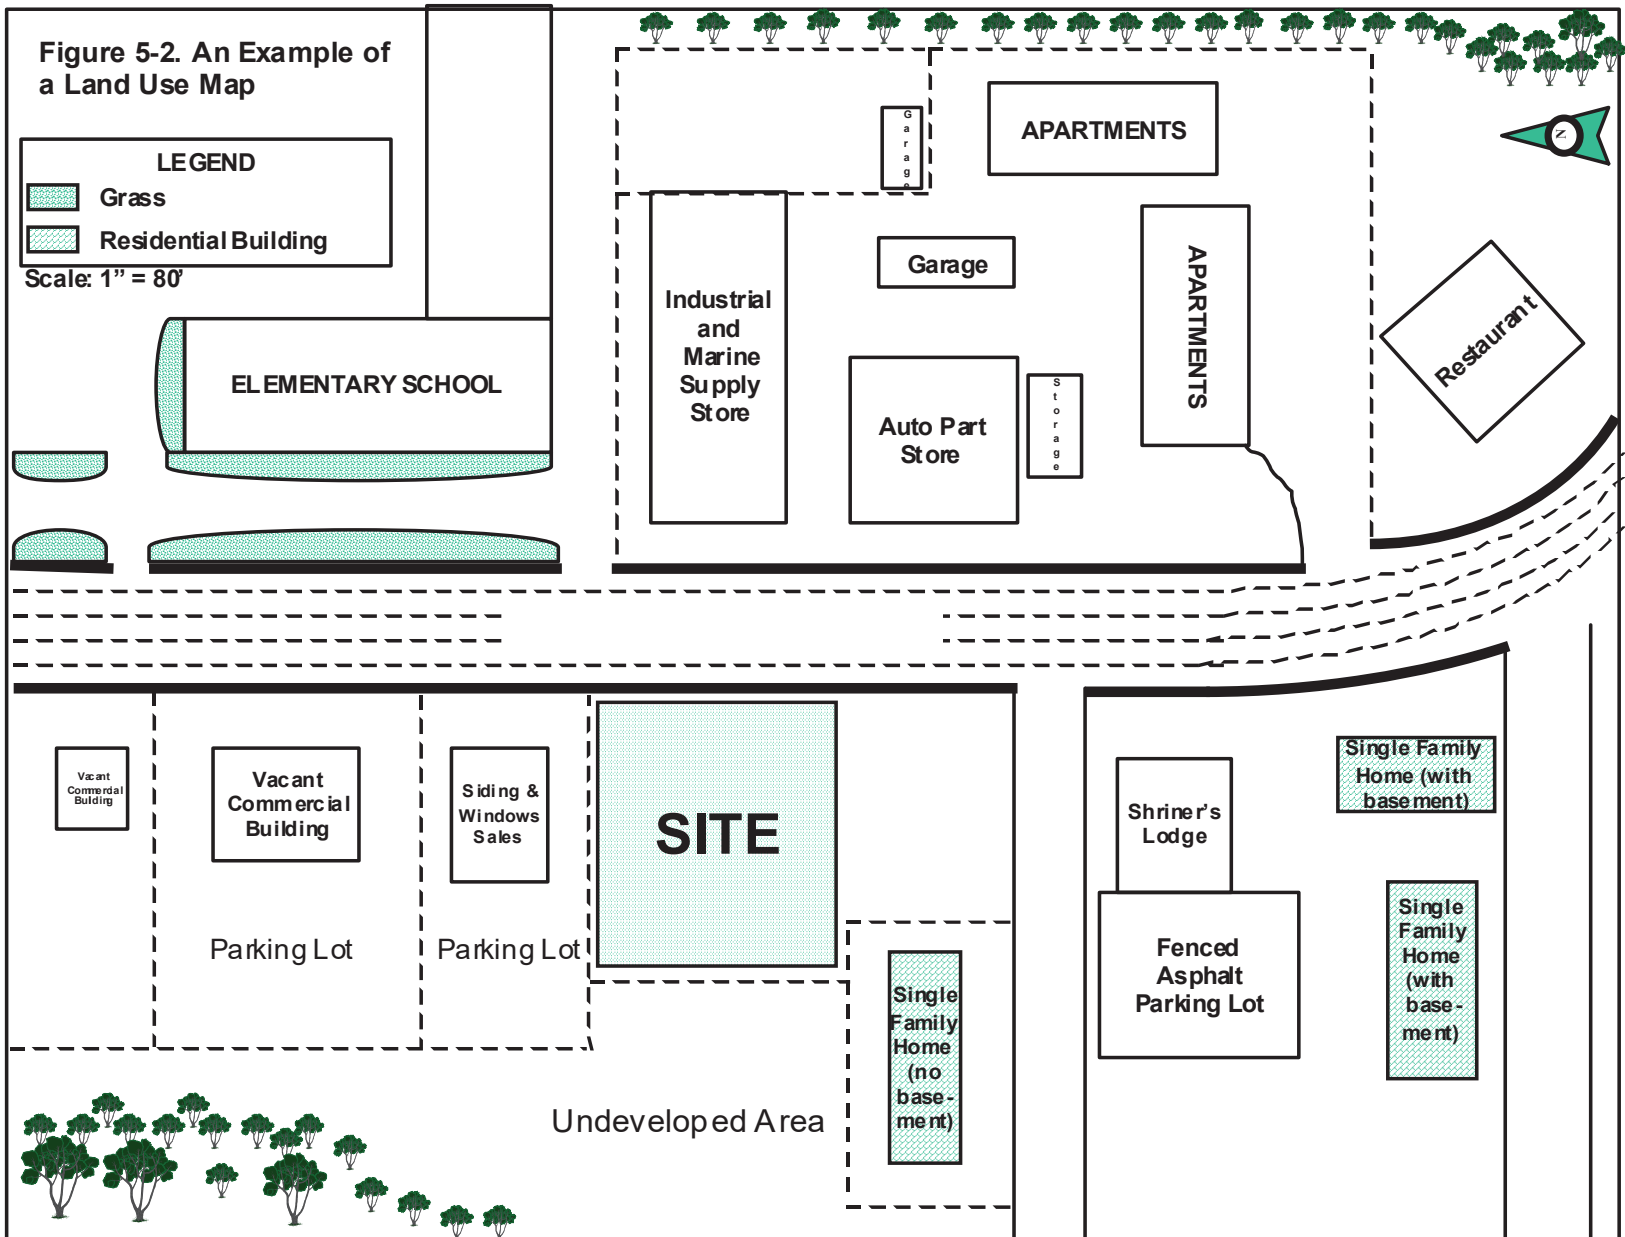 Figure 5-2. An Example of
a Land Use Map
LEGEND
Grass
Residential Building
Scale: 1” = 80’
ELEMENTARY SCHOOL
Garage
APARTMENTS
Industrial
and
Marine
Supply
Store
Garage
APARTMENTS
Auto Part
Store
Storage
Restaurant
N
Vacant
Commercial
Building
Vacant
Commercial
Building
Siding &
Windows
Sales
SITE
Parking Lot
Parking Lot
Shriner’s
Lodge
Single Family
Home (with
basement)
Fenced
Asphalt
Parking Lot
Single
Family
Home
(with
base-
ment)
Single
Family
Home
(no
base-
ment)
Undeveloped Area